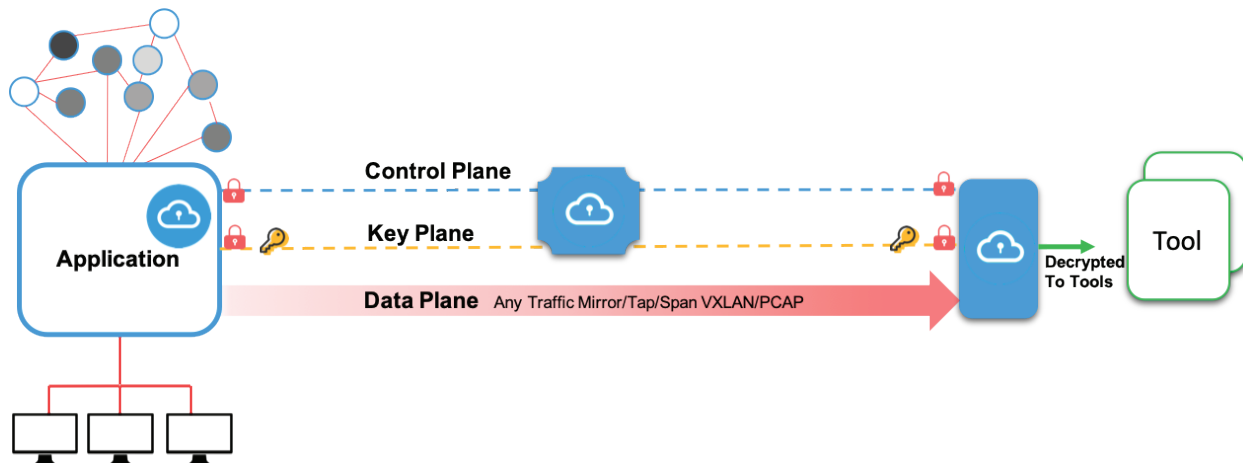 Control Plane
Key Plane
Application
Data Plane Any Traffic Mirror/Tap/Span VXLAN/PCAP
Decrypted
To Tools
Tool